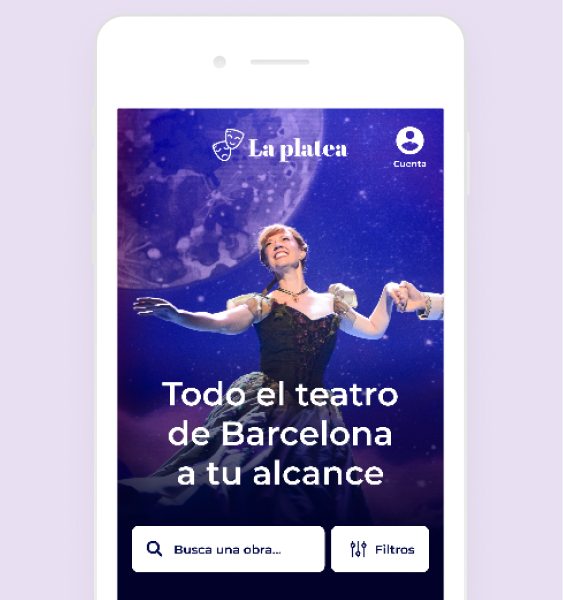 La platea
Cuenta
Todo el teatro
de Barcelona
a tu alcance
Busca una obra...
Filtros